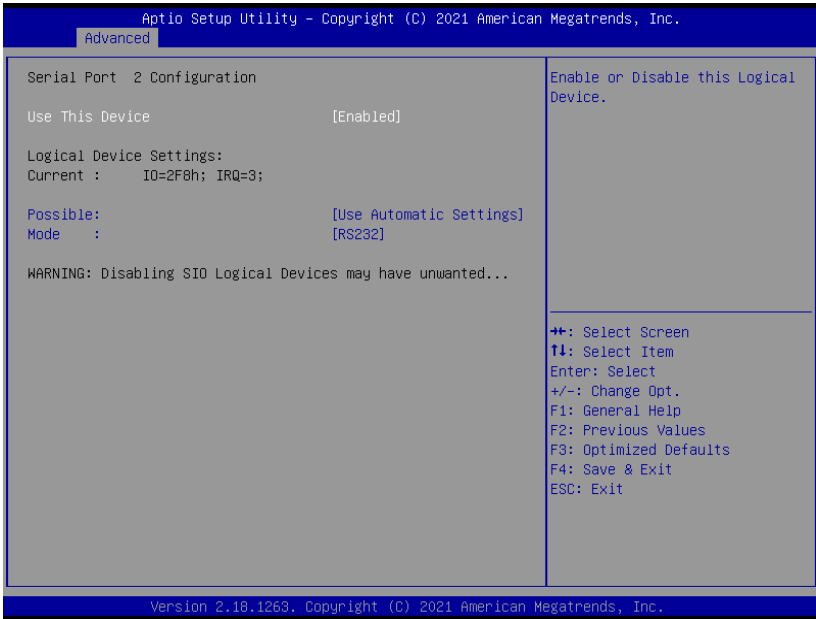 Aptio Setup Utility – Copyright (C) 2021 American Megatrends, Inc.
Advanced
Serial Port 2 Configuration
Use This Device [Enabled]
Logical Device Settings:
Current : IO=2F8h; IRQ=3;
Possible: [Use Automatic Settings]
Mode : [RS232]
WARNING: Disabling SIO Logical Devices may have unwanted...
Enable or Disable this Logical
Device.
→←: Select Screen
↑↓: Select Item
Enter: Select
+/-: Change Opt.
F1: General Help
F2: Previous Values
F3: Optimized Defaults
F4: Save & Exit
ESC: Exit
Version 2.18.1263. Copyright (C) 2021 American Megatrends, Inc.